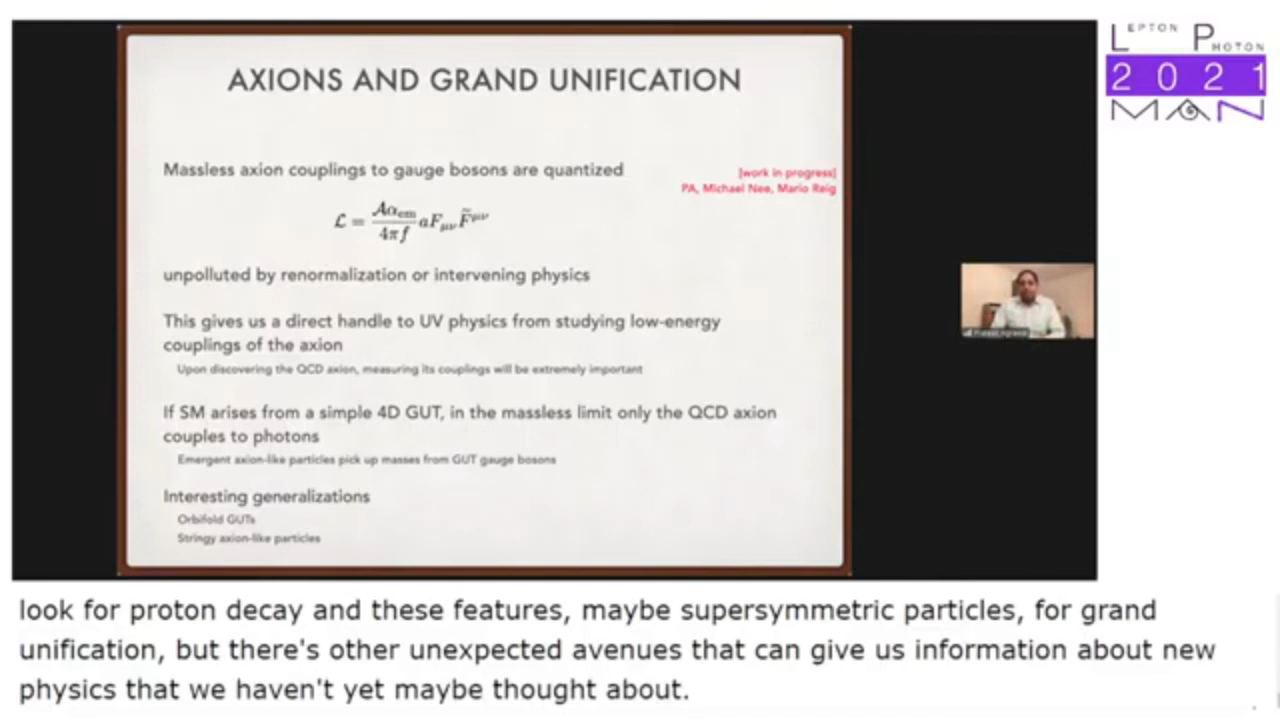 AXIONS AND GRAND UNIFICATION
Massless axion couplings to gauge bosons are quantized
[work in progress]
PA, Michael Nee, Mario Reig
ℒ = 𝒜α_em / 4πf a F_μν F̃^μν
unpolluted by renormalization or intervening physics
This gives us a direct handle to UV physics from studying low-energy
couplings of the axion
Upon discovering the QCD axion, measuring its couplings will be extremely important
If SM arises from a simple 4D GUT, in the massless limit only the QCD axion
couples to photons
Emergent axion-like particles pick up masses from GUT gauge bosons
Interesting generalizations
Orbifold GUTs
Stringy axion-like particles
LEPTON PHOTON
2021
MAN
look for proton decay and these features, maybe supersymmetric particles, for grand
unification, but there's other unexpected avenues that can give us information about new
physics that we haven't yet maybe thought about.